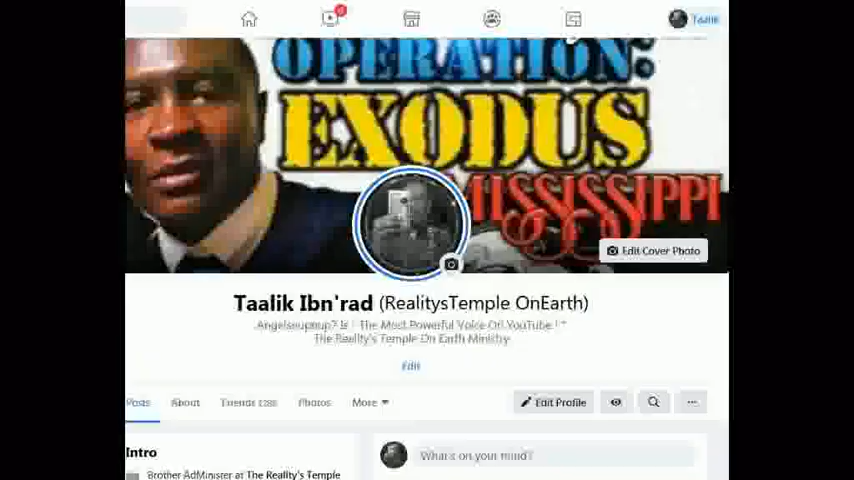 Taalik
OPERATION:
EXODUS
MISSISSIPPI
Edit Cover Photo
Taalik Ibn'rad (RealitysTemple OnEarth)
Is The Most Powerful Voice On YouTube !
The Reality's Temple On Earth Ministry
Edit
Posts About Friends Photos More
Edit Profile
Intro
What's on your mind?
Brother AdMinister at The Reality's Temple